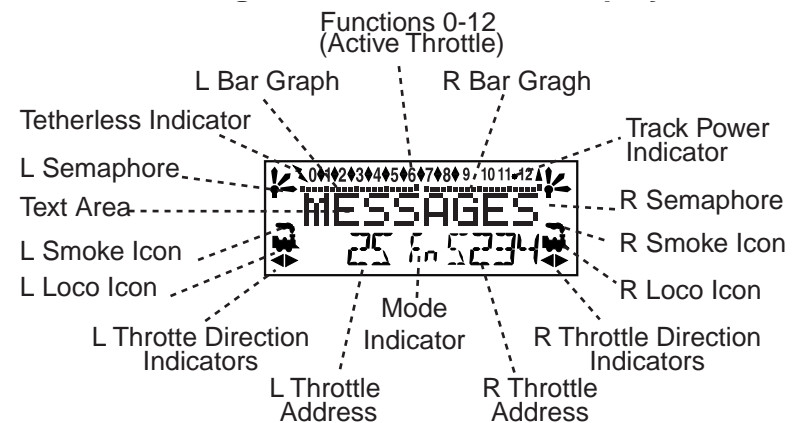 Functions 0-12
(Active Throttle)
L Bar Graph
R Bar Gragh
Tetherless Indicator
Track Power
Indicator
L Semaphore
0 1 2 3 4 5 6 7 8 9 10 11 12
R Semaphore
Text Area
MESSAGES
L Smoke Icon
R Smoke Icon
25 Fn 5234
L Loco Icon
R Loco Icon
Mode
Indicator
L Throtte Direction
Indicators
R Throttle Direction
Indicators
L Throttle
Address
R Throttle
Address